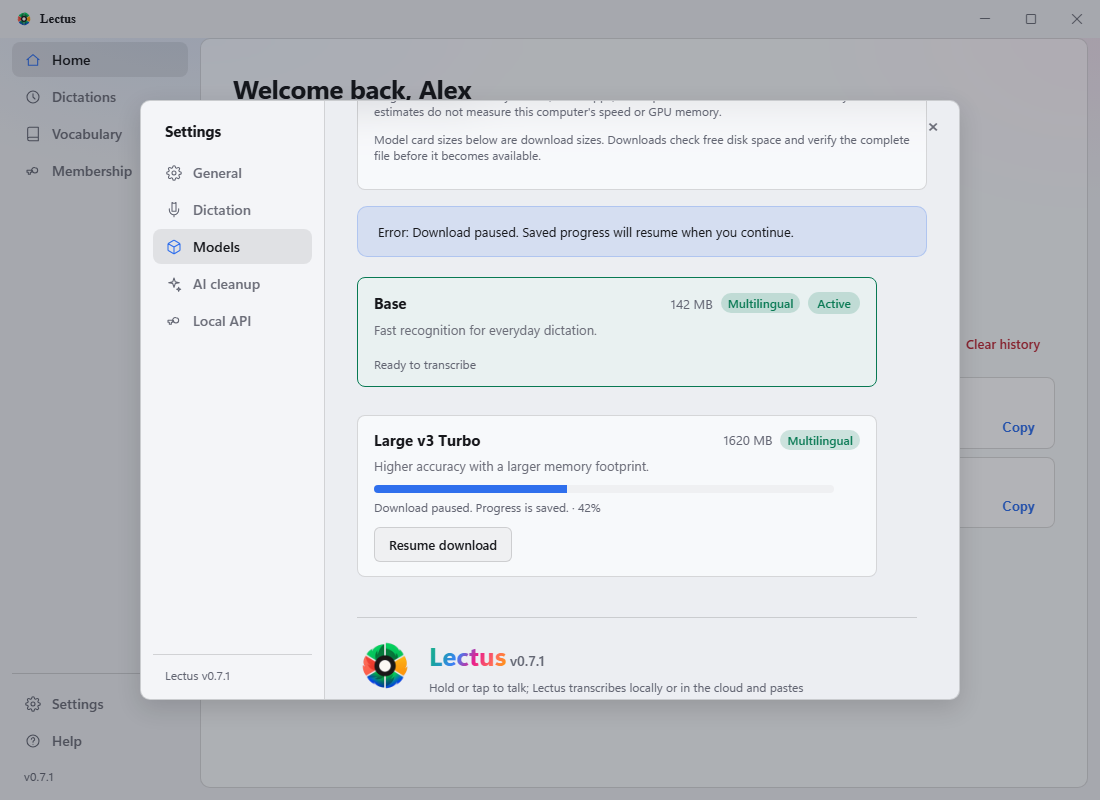 Lectus
Home
Dictations
Vocabulary
Membership
Settings
Help
v0.7.1
Welcome back, Alex
Clear history
Copy
Copy
Settings
General
Dictation
Models
AI cleanup
Local API
Lectus v0.7.1
estimates do not measure this computer's speed or GPU memory.
Model card sizes below are download sizes. Downloads check free disk space and verify the complete
file before it becomes available.
Error: Download paused. Saved progress will resume when you continue.
Base 142 MB Multilingual Active
Fast recognition for everyday dictation.
Ready to transcribe
Large v3 Turbo 1620 MB Multilingual
Higher accuracy with a larger memory footprint.
Download paused. Progress is saved. · 42%
Resume download
Lectus v0.7.1
Hold or tap to talk; Lectus transcribes locally or in the cloud and pastes